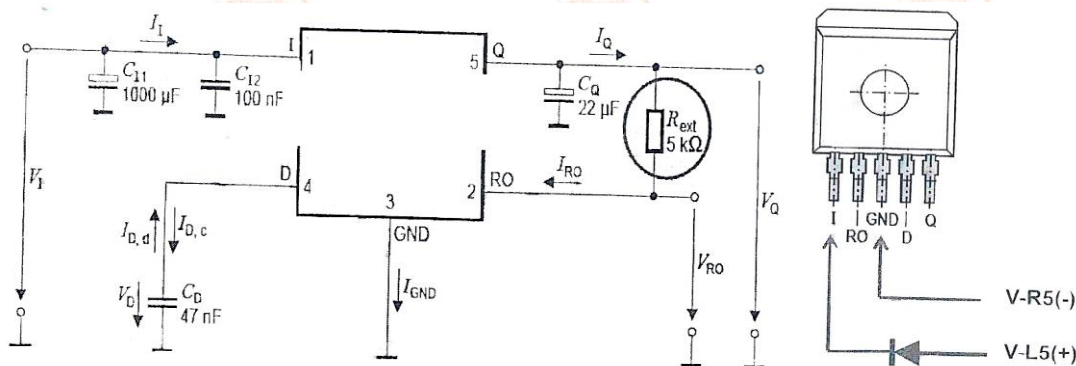 I_I
I_Q
I
1
Q
5
C_I1
1000 µF
C_I2
100 nF
C_Q
22 µF
R_ext
5 kΩ
V_I
D
4
3
RO
2
I_RO
V_Q
GND
I_D, d
I_D, c
V_RO
V_D
C_D
47 nF
I_GND
I
GND
Q
RO
D
V-R5(-)
V-L5(+)